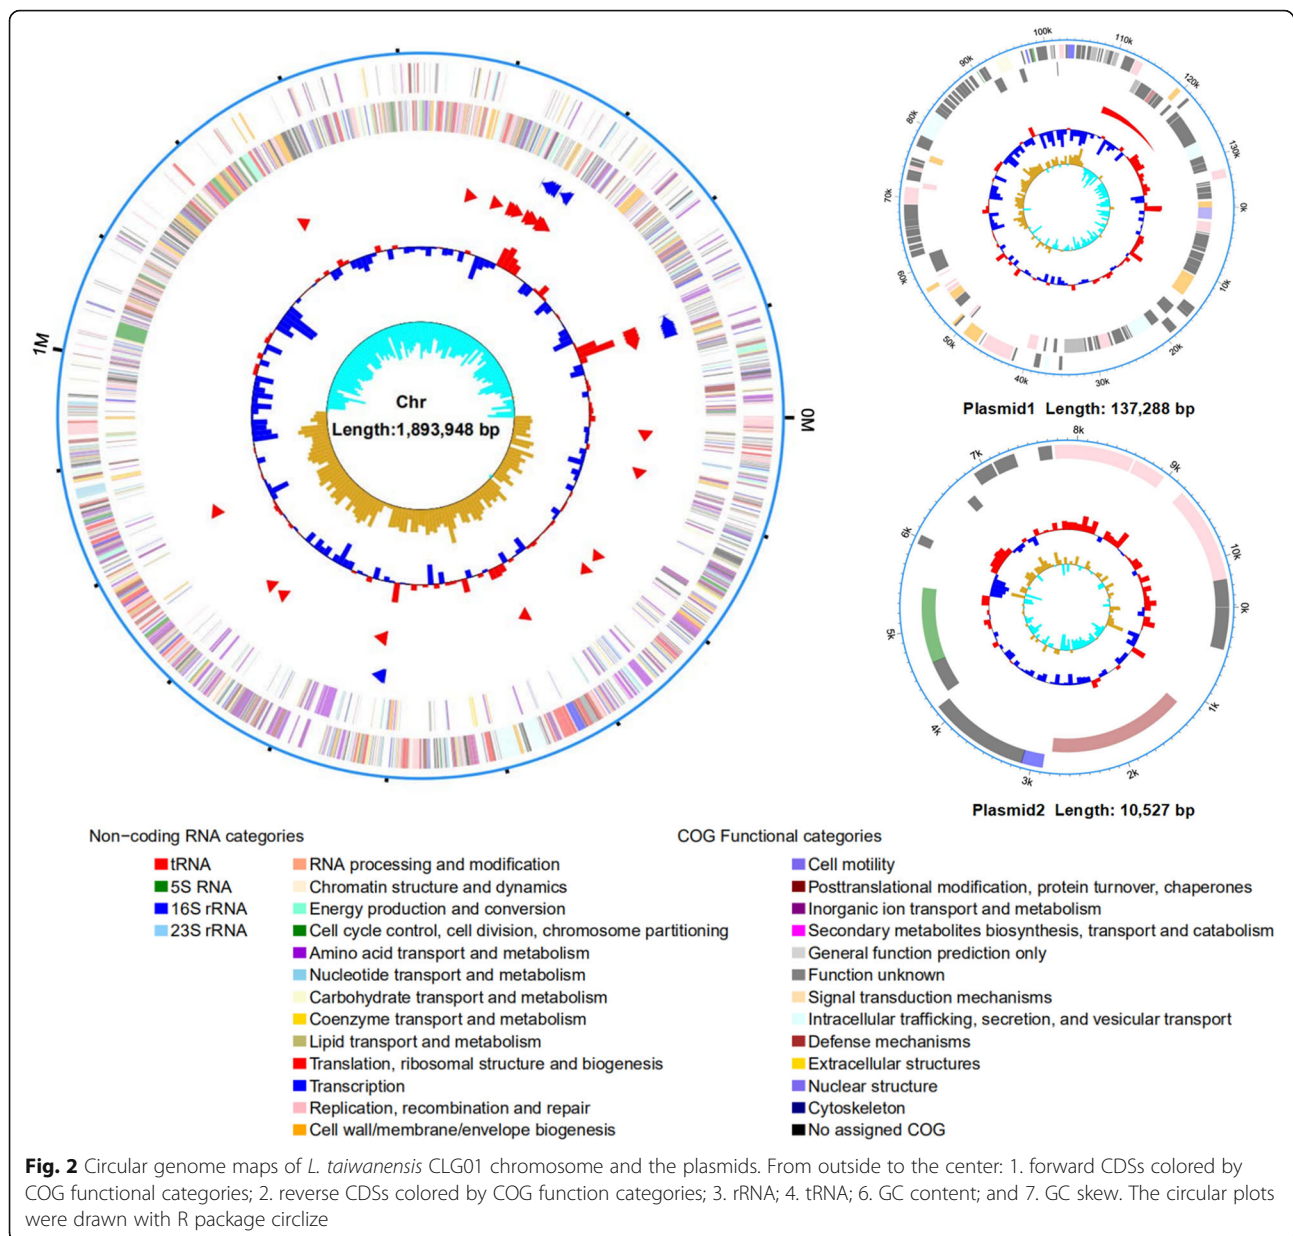 1M
0M
Chr
Length:1,893,948 bp
0k
10k
20k
30k
40k
50k
60k
70k
80k
90k
100k
110k
120k
130k
Plasmid1 Length: 137,288 bp
0k
1k
2k
3k
4k
5k
6k
7k
8k
9k
10k
Plasmid2 Length: 10,527 bp
Non−coding RNA categories
tRNA
5S RNA
16S rRNA
23S rRNA
COG Functional categories
RNA processing and modification
Chromatin structure and dynamics
Energy production and conversion
Cell cycle control, cell division, chromosome partitioning
Amino acid transport and metabolism
Nucleotide transport and metabolism
Carbohydrate transport and metabolism
Coenzyme transport and metabolism
Lipid transport and metabolism
Translation, ribosomal structure and biogenesis
Transcription
Replication, recombination and repair
Cell wall/membrane/envelope biogenesis
Cell motility
Posttranslational modification, protein turnover, chaperones
Inorganic ion transport and metabolism
Secondary metabolites biosynthesis, transport and catabolism
General function prediction only
Function unknown
Signal transduction mechanisms
Intracellular trafficking, secretion, and vesicular transport
Defense mechanisms
Extracellular structures
Nuclear structure
Cytoskeleton
No assigned COG
Fig. 2 Circular genome maps of L. taiwanensis CLG01 chromosome and the plasmids. From outside to the center: 1. forward CDSs colored by
COG functional categories; 2. reverse CDSs colored by COG function categories; 3. rRNA; 4. tRNA; 6. GC content; and 7. GC skew. The circular plots
were drawn with R package circlize